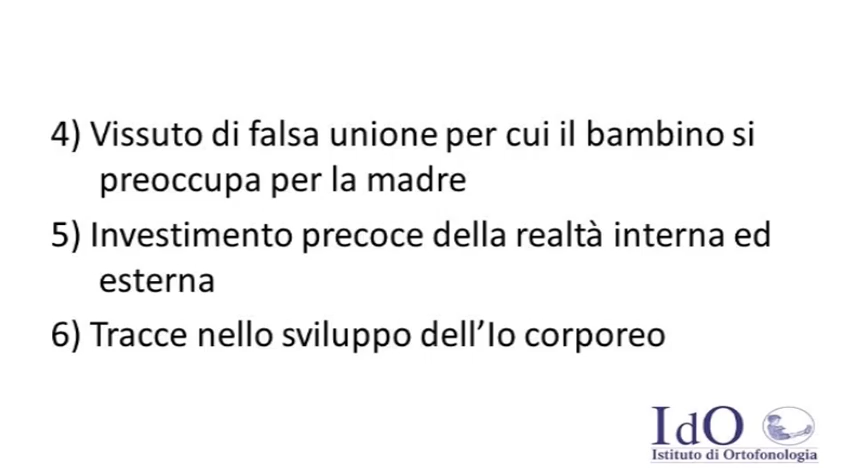 4) Vissuto di falsa unione per cui il bambino si
preoccupa per la madre
5) Investimento precoce della realtà interna ed
esterna
6) Tracce nello sviluppo dell’Io corporeo
IdO
Istituto di Ortofonologia